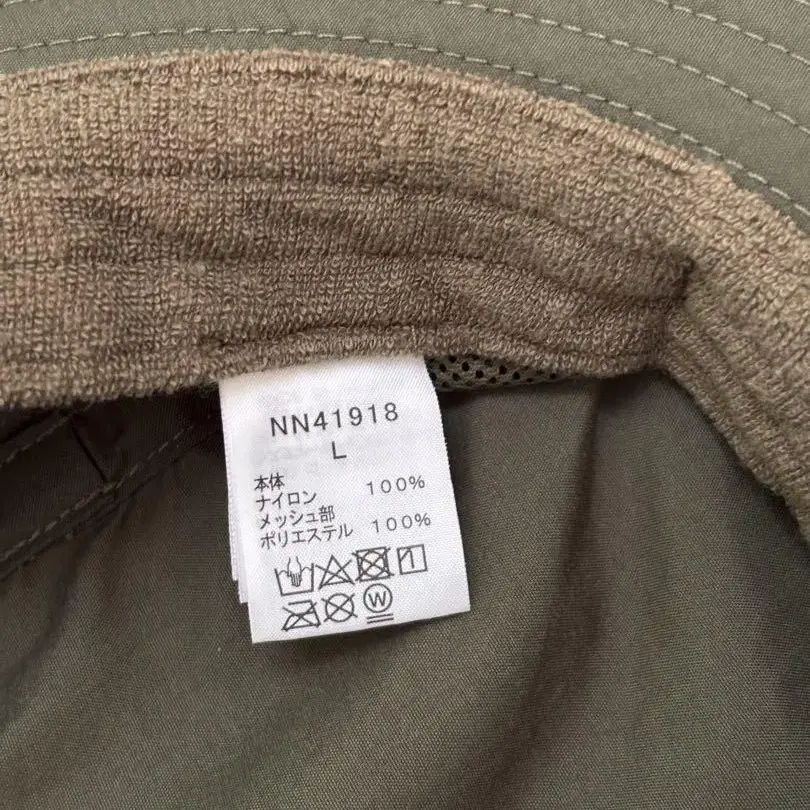 NN41918
L
本体
ナイロン 100%
メッシュ部
ポリエステル 100%
W